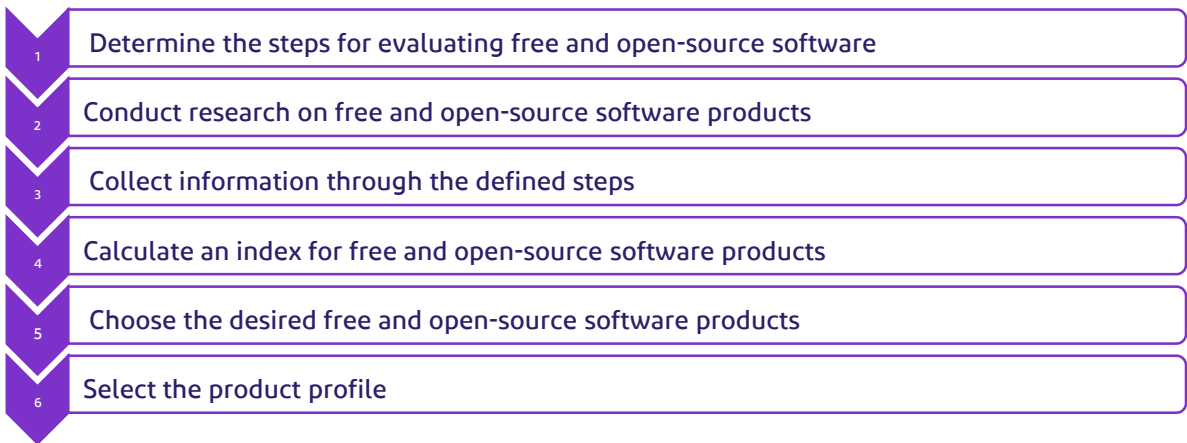 1 Determine the steps for evaluating free and open-source software
2 Conduct research on free and open-source software products
3 Collect information through the defined steps
4 Calculate an index for free and open-source software products
5 Choose the desired free and open-source software products
6 Select the product profile